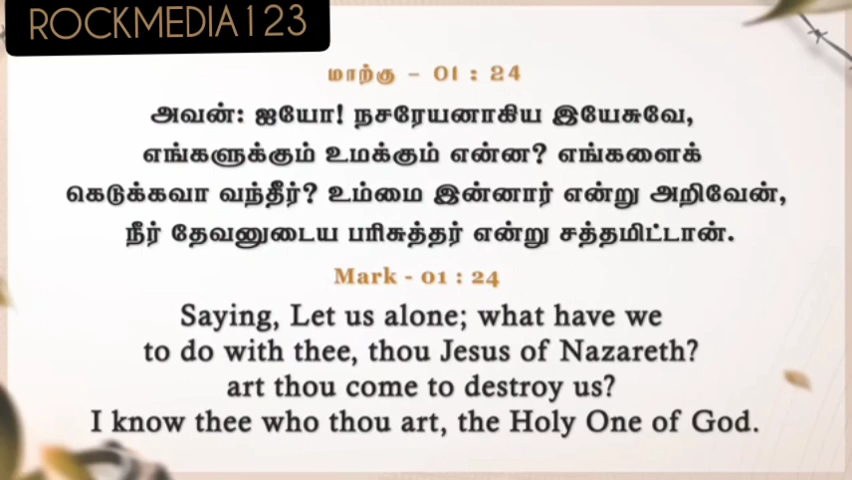 ROCKMEDIA123
மாற்கு – 01 : 24
அவன்: ஐயோ! நசரேயனாகிய இயேசுவே,
எங்களுக்கும் உமக்கும் என்ன? எங்களைக்
கெடுக்கவா வந்தீர்? உம்மை இன்னார் என்று அறிவேன்,
நீர் தேவனுடைய பரிசுத்தர் என்று சத்தமிட்டான்.
Mark - 01 : 24
Saying, Let us alone; what have we
to do with thee, thou Jesus of Nazareth?
art thou come to destroy us?
I know thee who thou art, the Holy One of God.